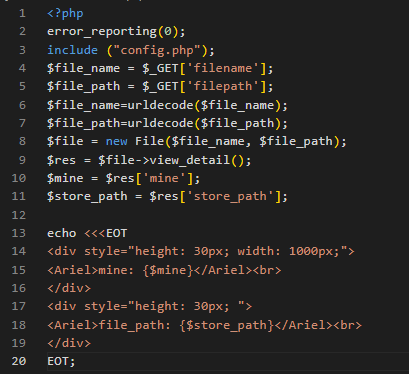 1 <?php
2 error_reporting(0);
3 include ("config.php");
4 $file_name = $_GET['filename'];
5 $file_path = $_GET['filepath'];
6 $file_name=urldecode($file_name);
7 $file_path=urldecode($file_path);
8 $file = new File($file_name, $file_path);
9 $res = $file->view_detail();
10 $mine = $res['mine'];
11 $store_path = $res['store_path'];
12
13 echo <<<EOT
14 <div style="height: 30px; width: 1000px;">
15 <Ariel>mine: {$mine}</Ariel><br>
16 </div>
17 <div style="height: 30px; ">
18 <Ariel>file_path: {$store_path}</Ariel><br>
19 </div>
20 EOT;